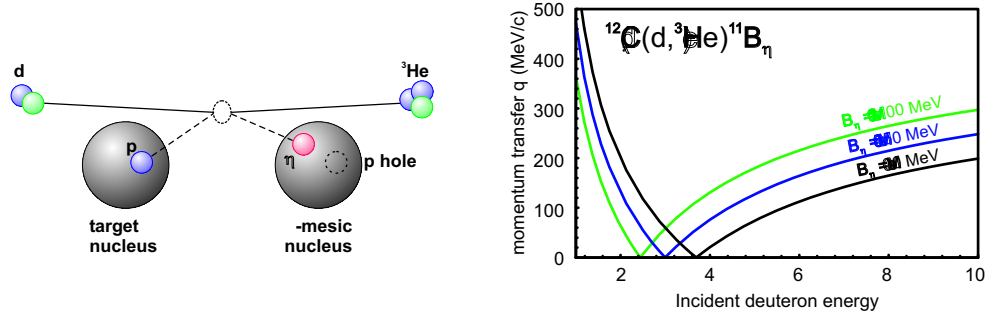 d
³He
p
η
p hole
target
nucleus
-mesic
nucleus
momentum transfer q (MeV/c)
500
400
300
200
100
0
¹²C(d,³He)¹¹Bη
MeV
MeV
MeV
2
4
6
8
10
Incident deuteron energy